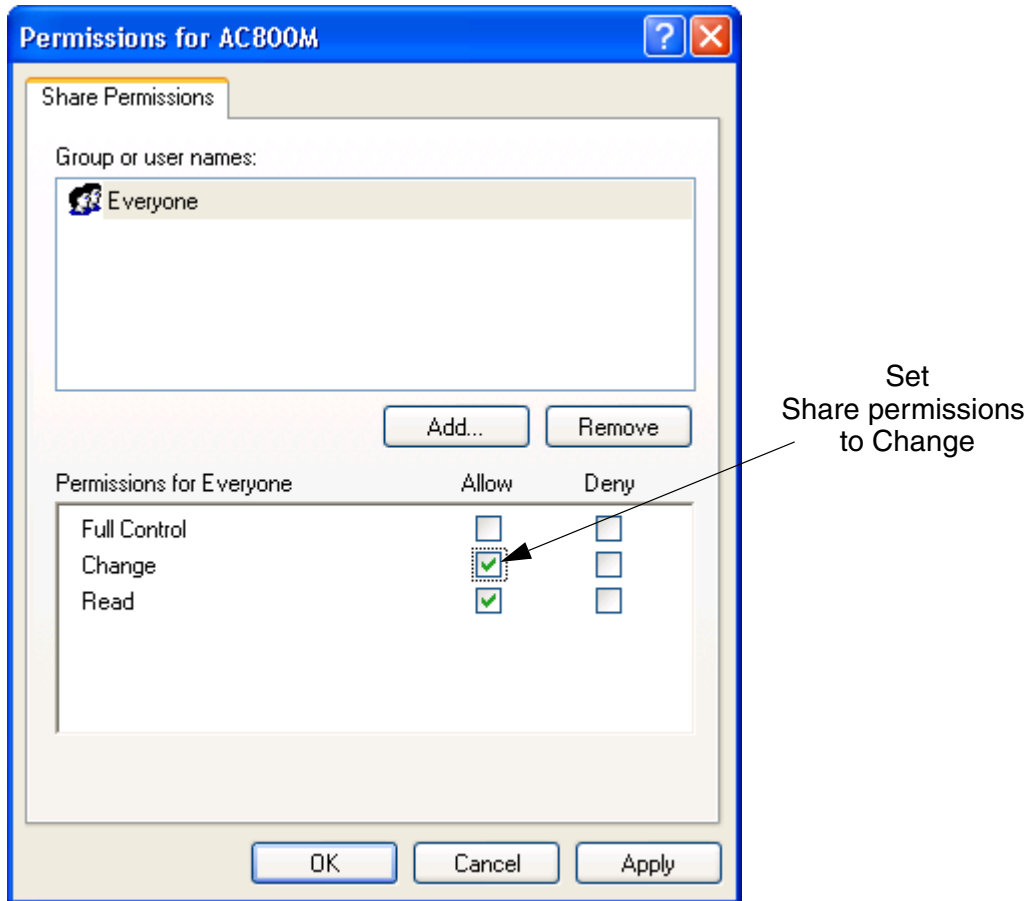 Permissions for AC800M
Share Permissions
Group or user names:
Everyone
Add...
Remove
Set
Share permissions
to Change
Permissions for Everyone
Allow
Deny
Full Control
Change
Read
OK
Cancel
Apply